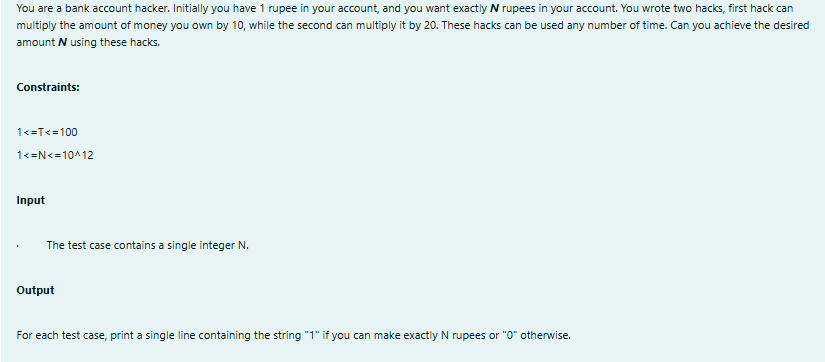 You are a bank account hacker. Initially you have 1 rupee in your account, and you want exactly N rupees in your account. You wrote two hacks, first hack can
multiply the amount of money you own by 10, while the second can multiply it by 20. These hacks can be used any number of time. Can you achieve the desired
amount N using these hacks.
Constraints:
1<=T<=100
1<=N<=10^12
Input
· The test case contains a single integer N.
Output
For each test case, print a single line containing the string "1" if you can make exactly N rupees or "0" otherwise.